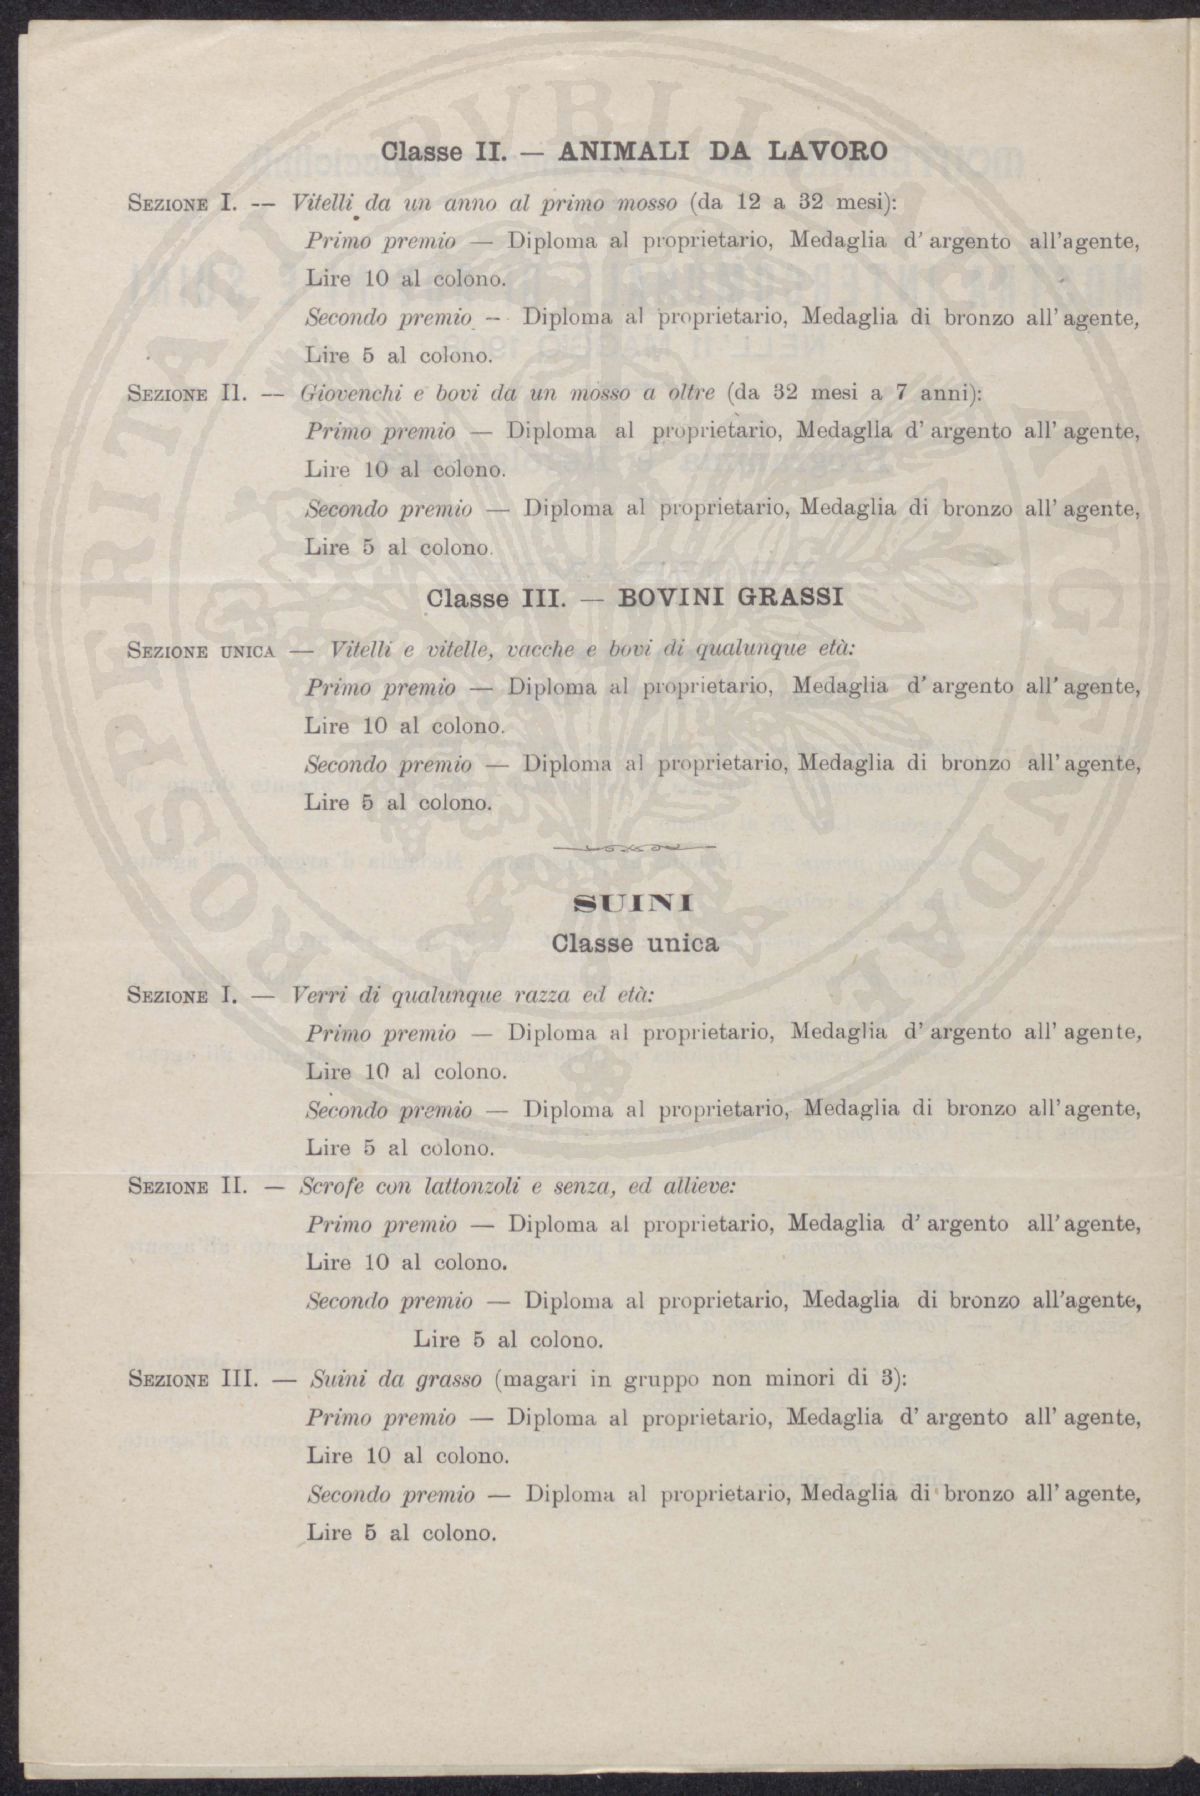 Classe II. — ANIMALI DA LAVORO
SEZIONE I. — Vitelli da un anno al primo mosso (da 12 a 32 mesi):
Primo premio — Diploma al proprietario, Medaglia d'argento all'agente,
Lire 10 al colono.
Secondo premio – Diploma al proprietario, Medaglia di bronzo all'agente,
Lire 5 al colono.
SEZIONE II. — Giovenchi e bovi da un mosso a oltre (da 32 mesi a 7 anni):
Primo premio — Diploma al proprietario, Medaglia d'argento all'agente,
Lire 10 al colono.
Secondo premio — Diploma al proprietario, Medaglia di bronzo all'agente,
Lire 5 al colono.
Classe III. — BOVINI GRASSI
SEZIONE UNICA — Vitelli e vitelle, vacche e bovi di qualunque età:
Primo premio — Diploma al proprietario, Medaglia d'argento all'agente,
Lire 10 al colono.
Secondo premio — Diploma al proprietario, Medaglia di bronzo all'agente,
Lire 5 al colono.
SUINI
Classe unica
SEZIONE I. — Verri di qualunque razza ed età:
Primo premio — Diploma al proprietario, Medaglia d'argento all'agente,
Lire 10 al colono.
Secondo premio — Diploma al proprietario, Medaglia di bronzo all'agente,
Lire 5 al colono.
SEZIONE II. — Scrofe con lattonzoli e senza, ed allieve:
Primo premio — Diploma al proprietario, Medaglia d'argento all'agente,
Lire 10 al colono.
Secondo premio — Diploma al proprietario, Medaglia di bronzo all'agente,
Lire 5 al colono.
SEZIONE III. — Suini da grasso (magari in gruppo non minori di 3):
Primo premio — Diploma al proprietario, Medaglia d'argento all'agente,
Lire 10 al colono.
Secondo premio — Diploma al proprietario, Medaglia di bronzo all'agente,
Lire 5 al colono.
PROSPERITATI PVBLICAE AVGENDAE